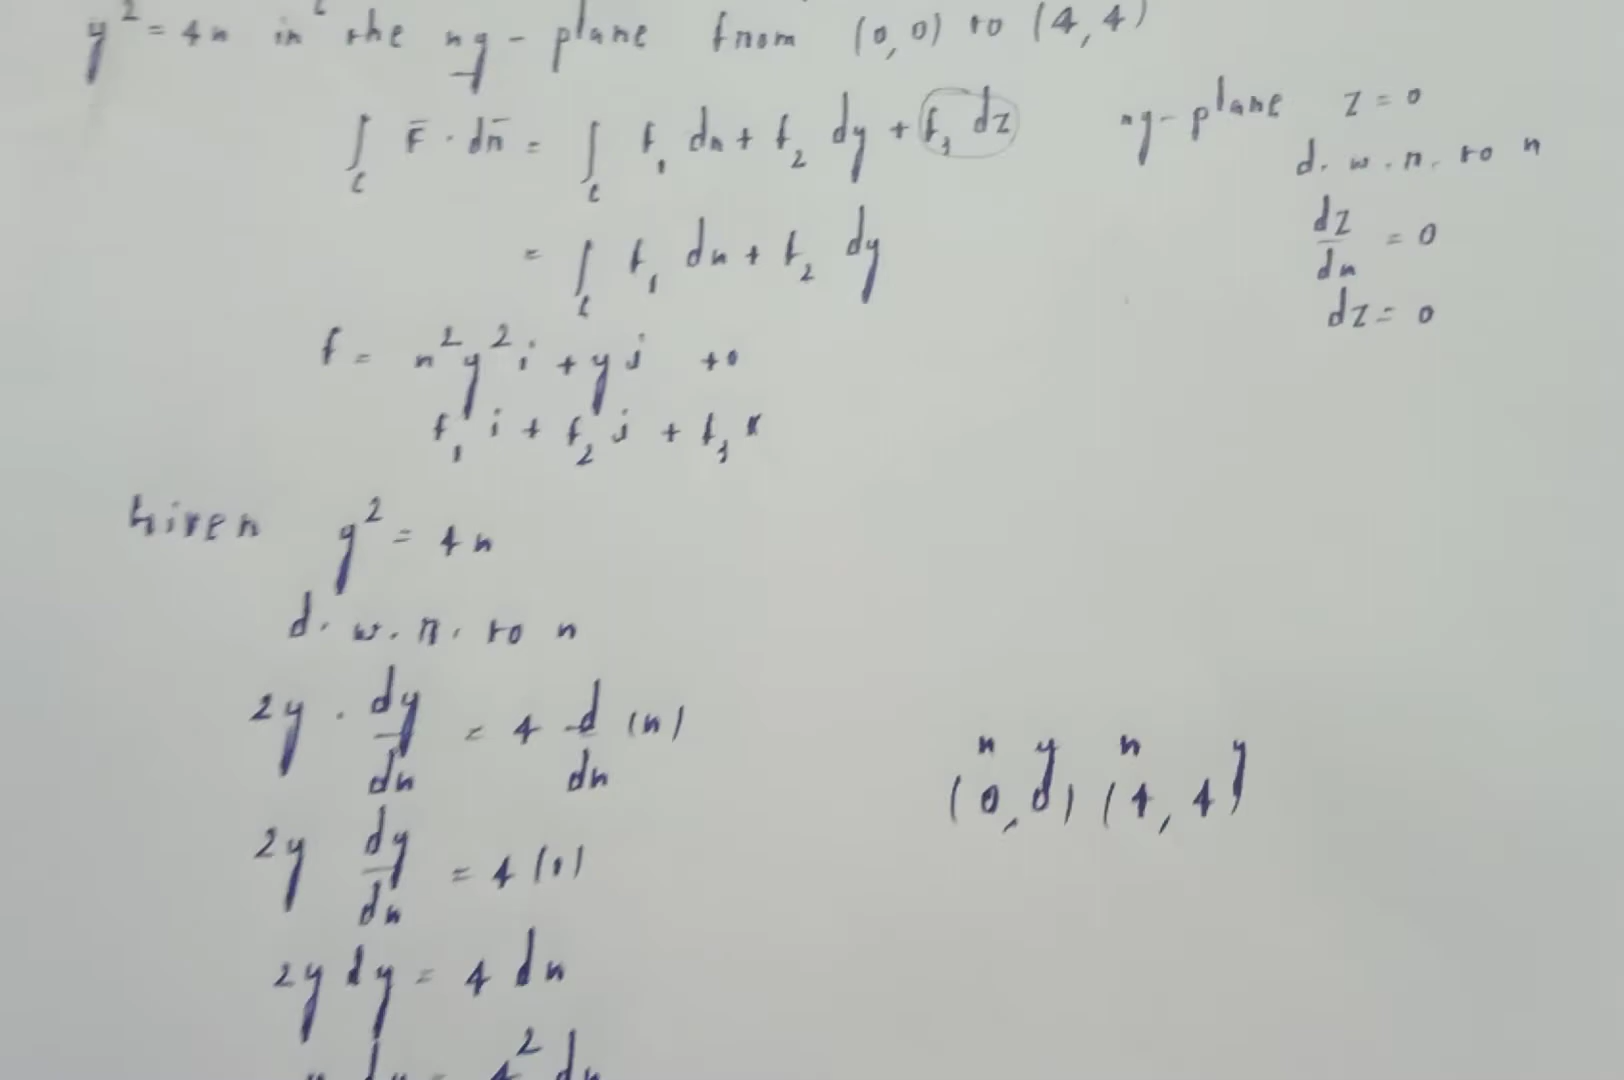 y² = 4x in the xy - plane from (0,0) to (4,4)
∫_c F̄ · dr̄ = ∫_c f₁ dx + f₂ dy + f₃ dz
xy - plane z = 0
d. w. r. to x
= ∫_c f₁ dx + f₂ dy
dz/dx = 0
dz = 0
f = x²y² i + y j + 0
f₁ i + f₂ j + f₃ k
Given y² = 4x
d. w. r. to x
2y · dy/dx = 4 d/dx (x)
x y x y
(0,0) (4,4)
2y dy/dx = 4 (1)
2y dy = 4 dx